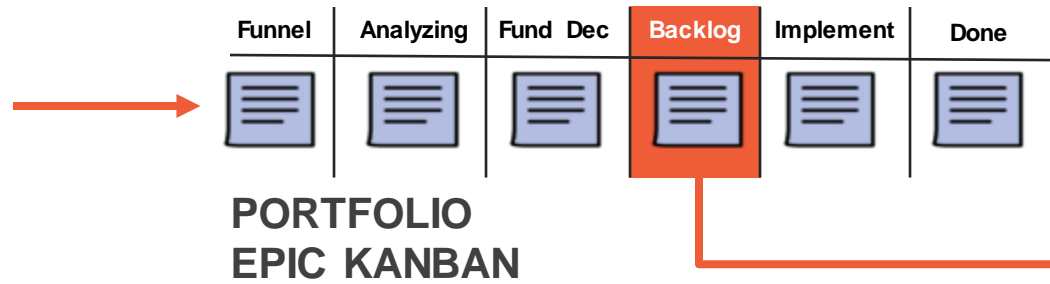 Funnel Analyzing Fund Dec Backlog Implement Done
PORTFOLIO
EPIC KANBAN